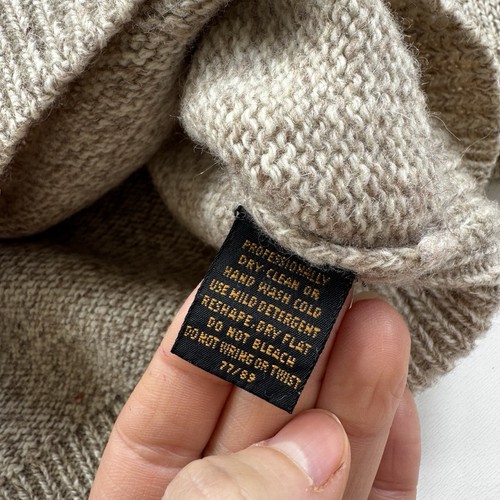 PROFESSIONALLY
DRY CLEAN OR
HAND WASH COLD
USE MILD DETERGENT
RESHAPE, DRY FLAT
DO NOT BLEACH
DO NOT WRING OR TWIST
77/89